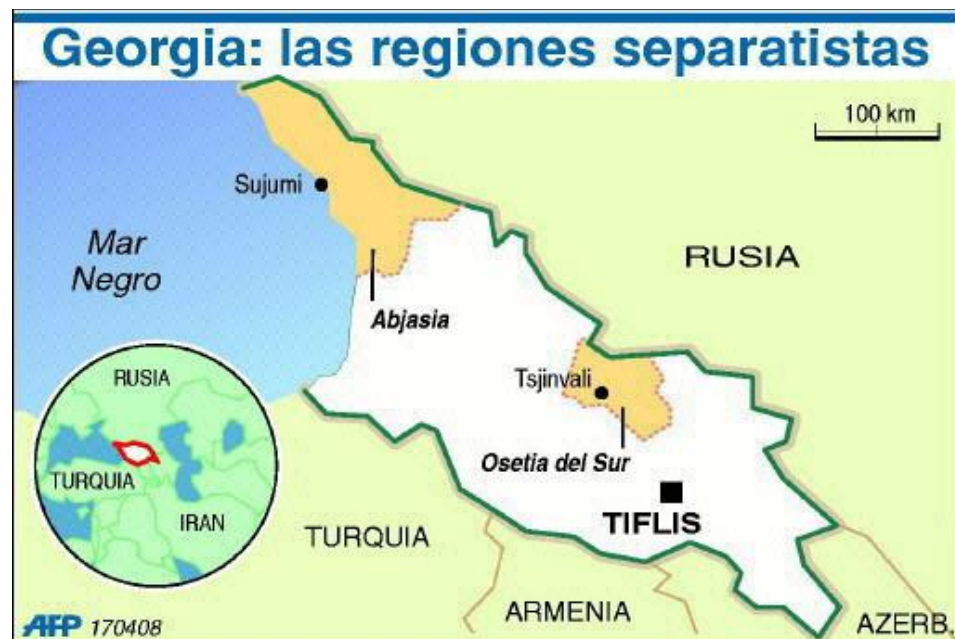 Georgia: las regiones separatistas
100 km
Sujumi
Mar
Negro
RUSIA
Abjasia
RUSIA
Tsjinvali
TURQUIA
Osetia del Sur
IRAN
TIFLIS
TURQUIA
ARMENIA
AZERB.
AFP 170408